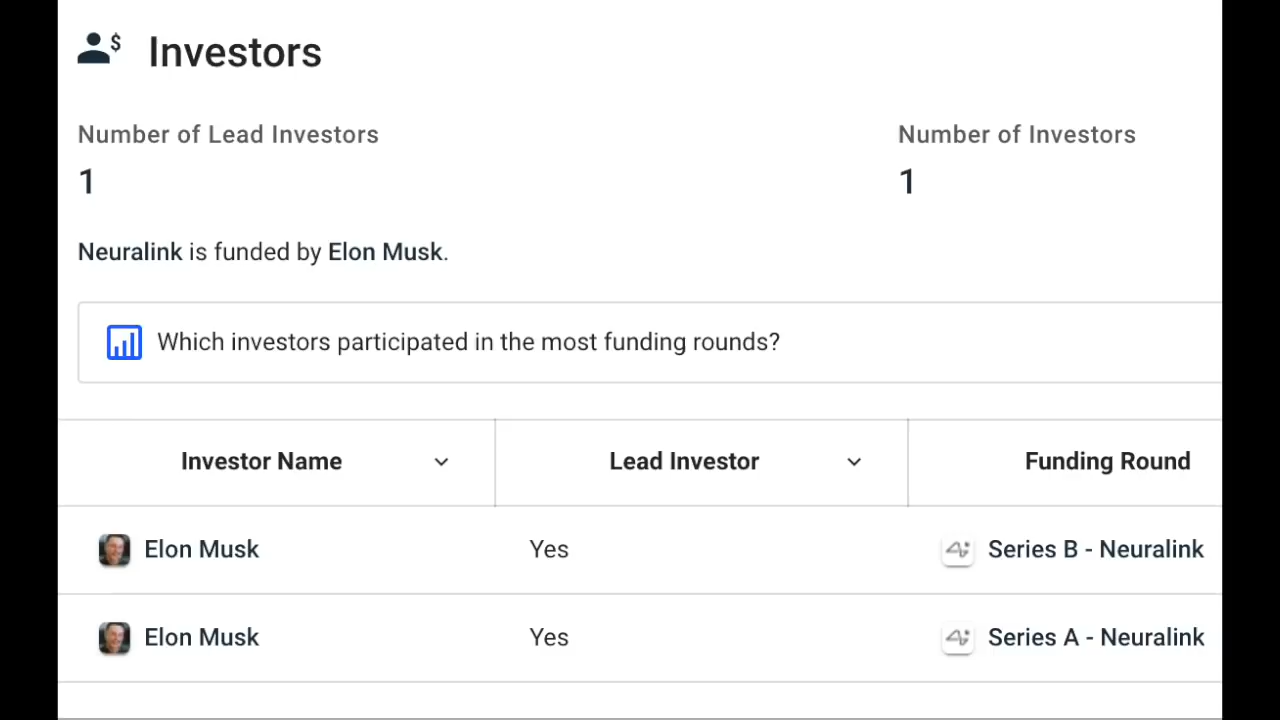 Investors
Number of Lead Investors
Number of Investors
1
1
Neuralink is funded by Elon Musk.
Which investors participated in the most funding rounds?
Investor Name
Lead Investor
Funding Round
Elon Musk
Yes
Series B - Neuralink
Elon Musk
Yes
Series A - Neuralink